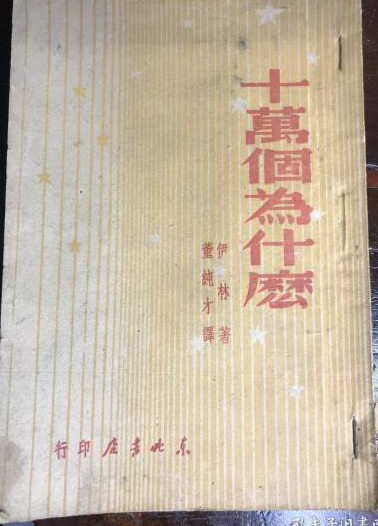 十萬個為什麽
伊林著
董純才譯
東北書店印行